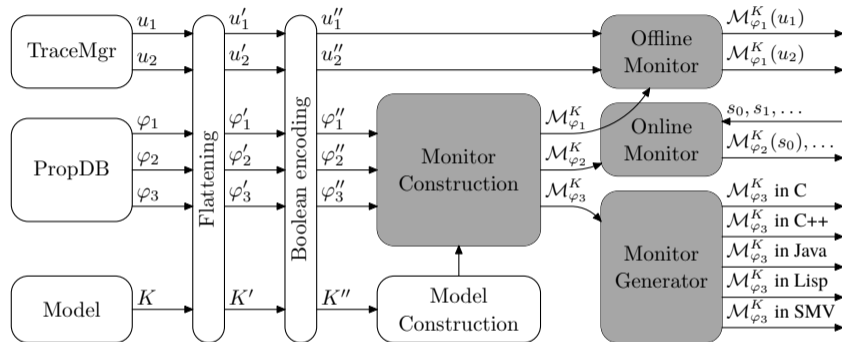 TraceMgr
u₁
u₂
u′₁
u′₂
u″₁
u″₂
Offline
Monitor
ℳ^K_φ₁(u₁)
ℳ^K_φ₁(u₂)
PropDB
φ₁
φ₂
φ₃
Flattening
φ′₁
φ′₂
φ′₃
Boolean encoding
φ″₁
φ″₂
φ″₃
Monitor
Construction
ℳ^K_φ₁
ℳ^K_φ₂
ℳ^K_φ₃
Online
Monitor
s₀, s₁, …
ℳ^K_φ₂(s₀), …
Monitor
Generator
ℳ^K_φ₃ in C
ℳ^K_φ₃ in C++
ℳ^K_φ₃ in Java
ℳ^K_φ₃ in Lisp
ℳ^K_φ₃ in SMV
Model
K
K′
K″
Model
Construction